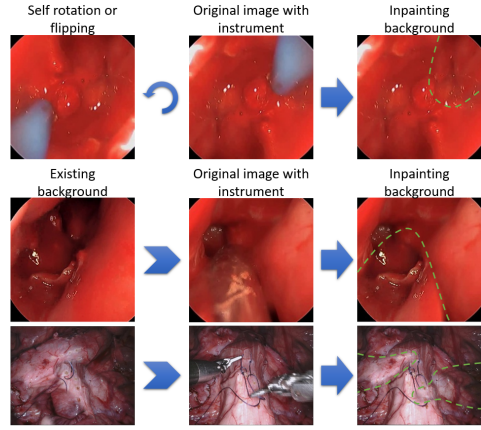 Self rotation or
flipping
Original image with
instrument
Inpainting
background
Existing
background
Original image with
instrument
Inpainting
background